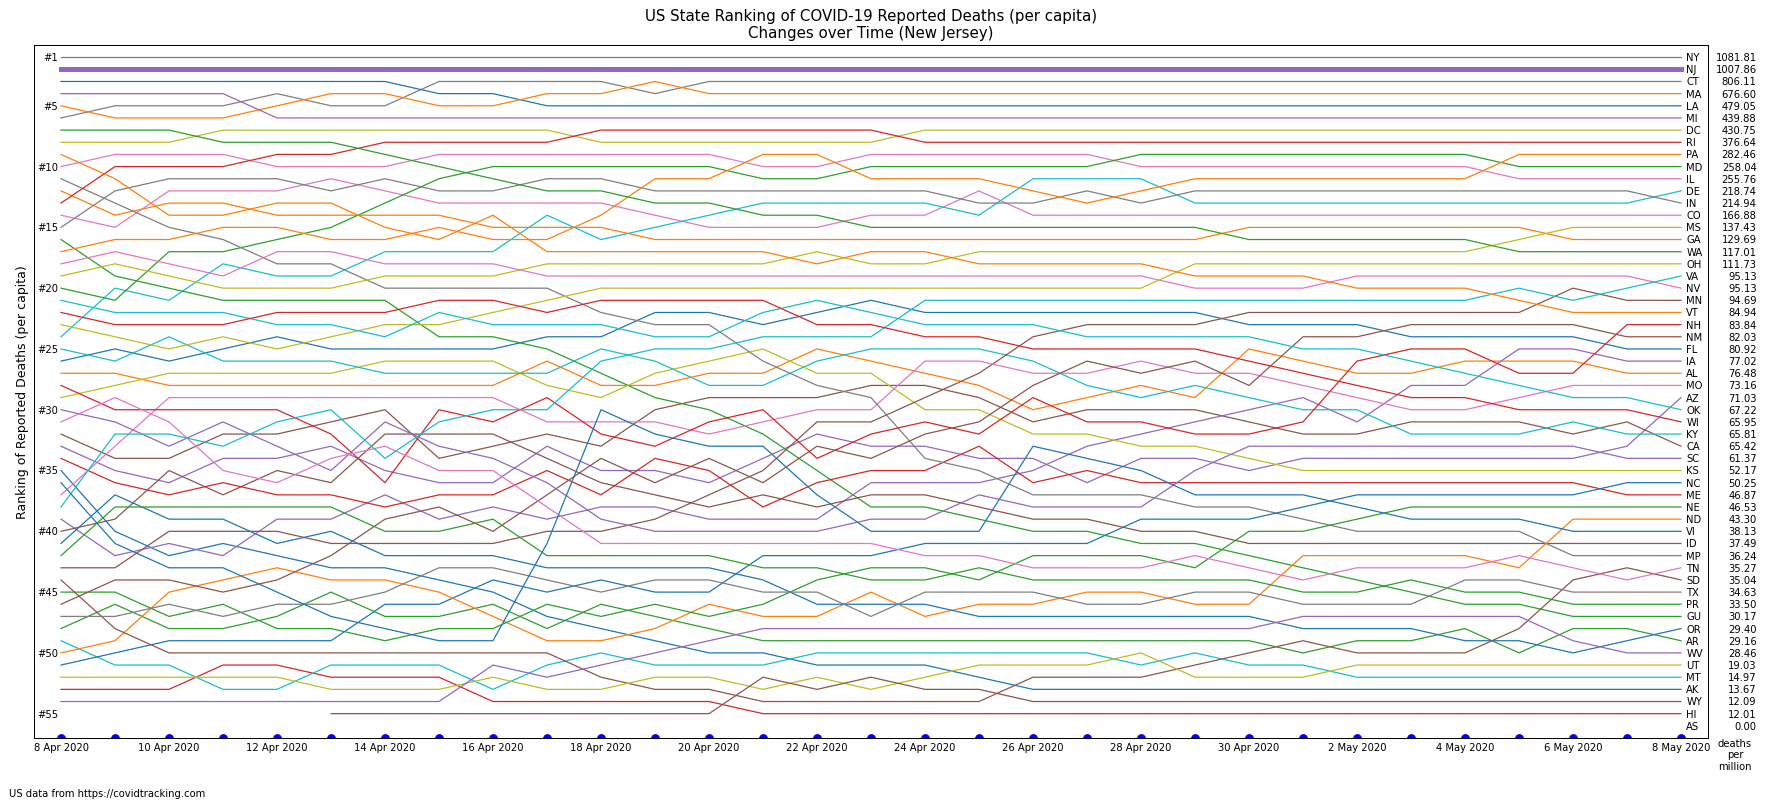 US State Ranking of COVID-19 Reported Deaths (per capita)
Changes over Time (New Jersey)
Ranking of Reported Deaths (per capita)
#1 NY 1081.81
NJ 1007.86
CT 806.11
MA 676.60
#5 LA 479.05
MI 439.88
DC 430.75
RI 376.64
PA 282.46
#10 MD 258.04
IL 255.76
DE 218.74
IN 214.94
CO 166.88
#15 MS 137.43
GA 129.69
WA 117.01
OH 111.73
VA 95.13
#20 NV 95.13
MN 94.69
VT 84.94
NH 83.84
NM 82.03
#25 FL 80.92
IA 77.02
AL 76.48
MO 73.16
AZ 71.03
#30 OK 67.22
WI 65.95
KY 65.81
CA 65.42
SC 61.37
#35 KS 52.17
NC 50.25
ME 46.87
NE 46.53
ND 43.30
#40 VI 38.13
ID 37.49
MP 36.24
TN 35.27
SD 35.04
#45 TX 34.63
PR 33.50
GU 30.17
OR 29.40
AR 29.16
#50 WV 28.46
UT 19.03
MT 14.97
AK 13.67
WY 12.09
#55 HI 12.01
AS 0.00
8 Apr 2020 10 Apr 2020 12 Apr 2020 14 Apr 2020 16 Apr 2020 18 Apr 2020 20 Apr 2020 22 Apr 2020 24 Apr 2020 26 Apr 2020 28 Apr 2020 30 Apr 2020 2 May 2020 4 May 2020 6 May 2020 8 May 2020
deaths
per
million
US data from https://covidtracking.com